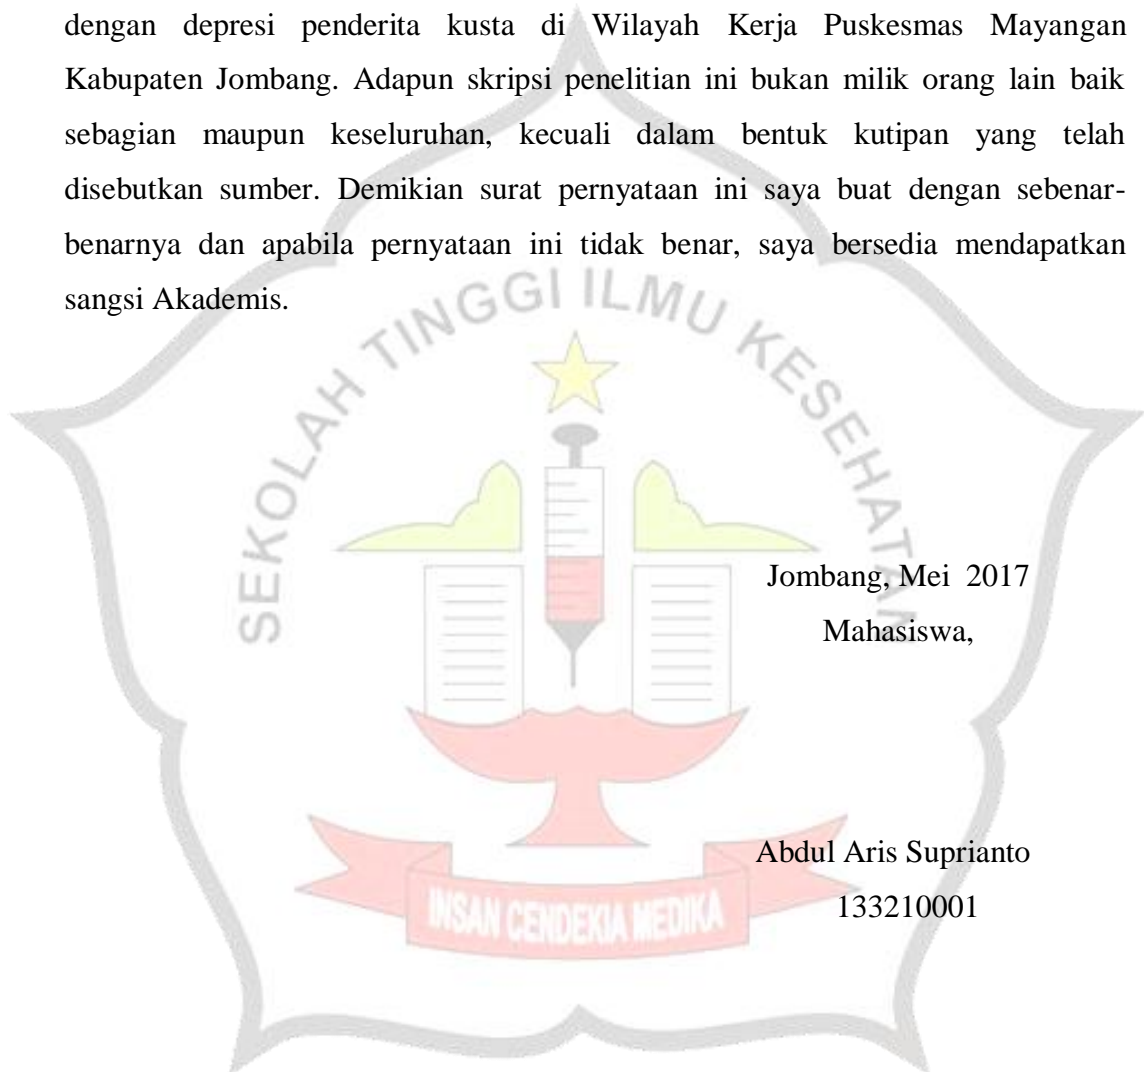 dengan depresi penderita kusta di Wilayah Kerja Puskesmas Mayangan
Kabupaten Jombang. Adapun skripsi penelitian ini bukan milik orang lain baik
sebagian maupun keseluruhan, kecuali dalam bentuk kutipan yang telah
disebutkan sumber. Demikian surat pernyataan ini saya buat dengan sebenar-
benarnya dan apabila pernyataan ini tidak benar, saya bersedia mendapatkan
sangsi Akademis.
SEKOLAH TINGGI ILMU KESEHATAN
Jombang, Mei 2017
Mahasiswa,
Abdul Aris Suprianto
133210001
INSAN CENDEKIA MEDIKA